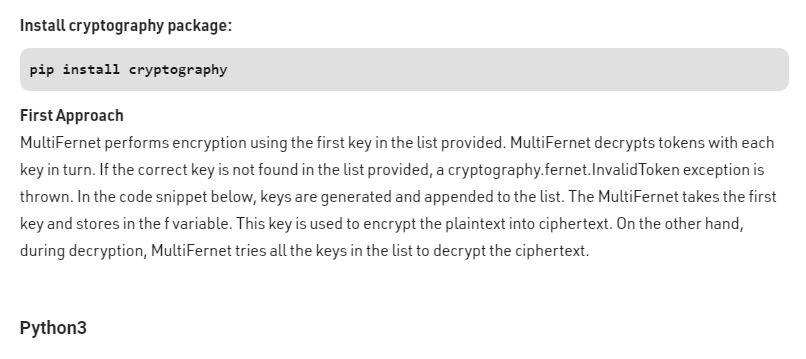 Install cryptography package:
pip install cryptography
First Approach
MultiFernet performs encryption using the first key in the list provided. MultiFernet decrypts tokens with each
key in turn. If the correct key is not found in the list provided, a cryptography.fernet.InvalidToken exception is
thrown. In the code snippet below, keys are generated and appended to the list. The MultiFernet takes the first
key and stores in the f variable. This key is used to encrypt the plaintext into ciphertext. On the other hand,
during decryption, MultiFernet tries all the keys in the list to decrypt the ciphertext.
Python3